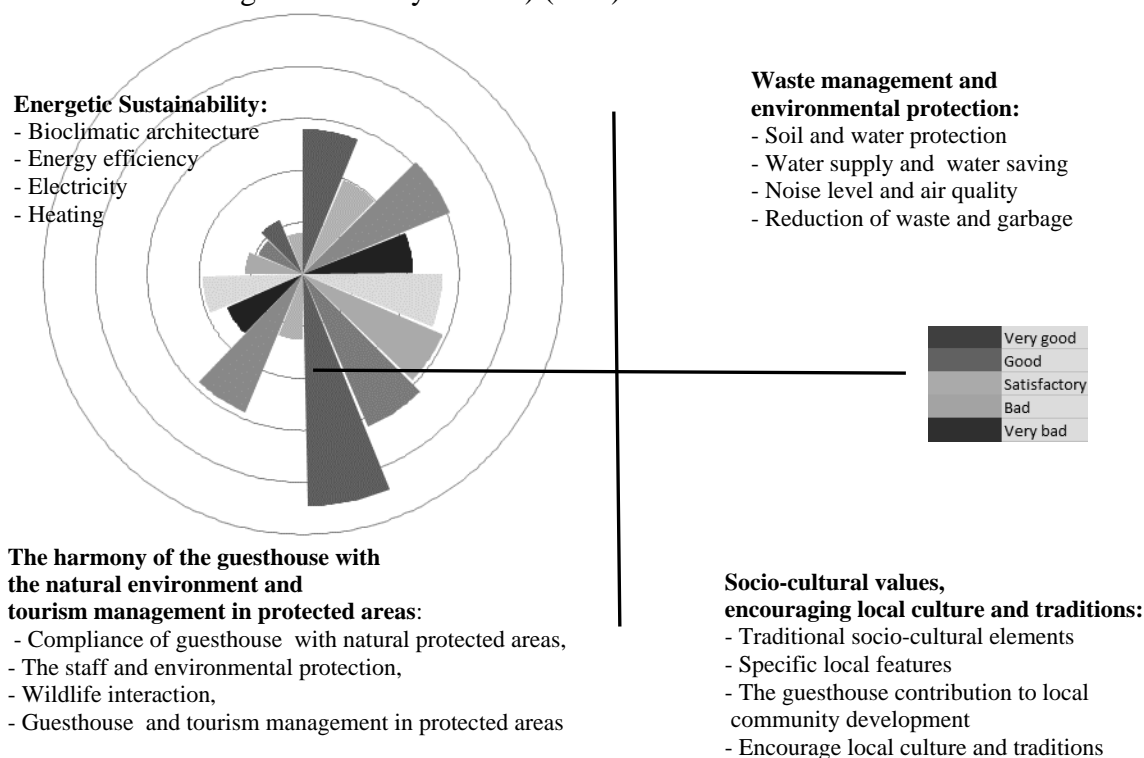 Energetic Sustainability:
- Bioclimatic architecture
- Energy efficiency
- Electricity
- Heating
Waste management and
environmental protection:
- Soil and water protection
- Water supply and water saving
- Noise level and air quality
- Reduction of waste and garbage
Very good
Good
Satisfactory
Bad
Very bad
The harmony of the guesthouse with
the natural environment and
tourism management in protected areas:
- Compliance of guesthouse with natural protected areas,
- The staff and environmental protection,
- Wildlife interaction,
- Guesthouse and tourism management in protected areas
Socio-cultural values,
encouraging local culture and traditions:
- Traditional socio-cultural elements
- Specific local features
- The guesthouse contribution to local
community development
- Encourage local culture and traditions